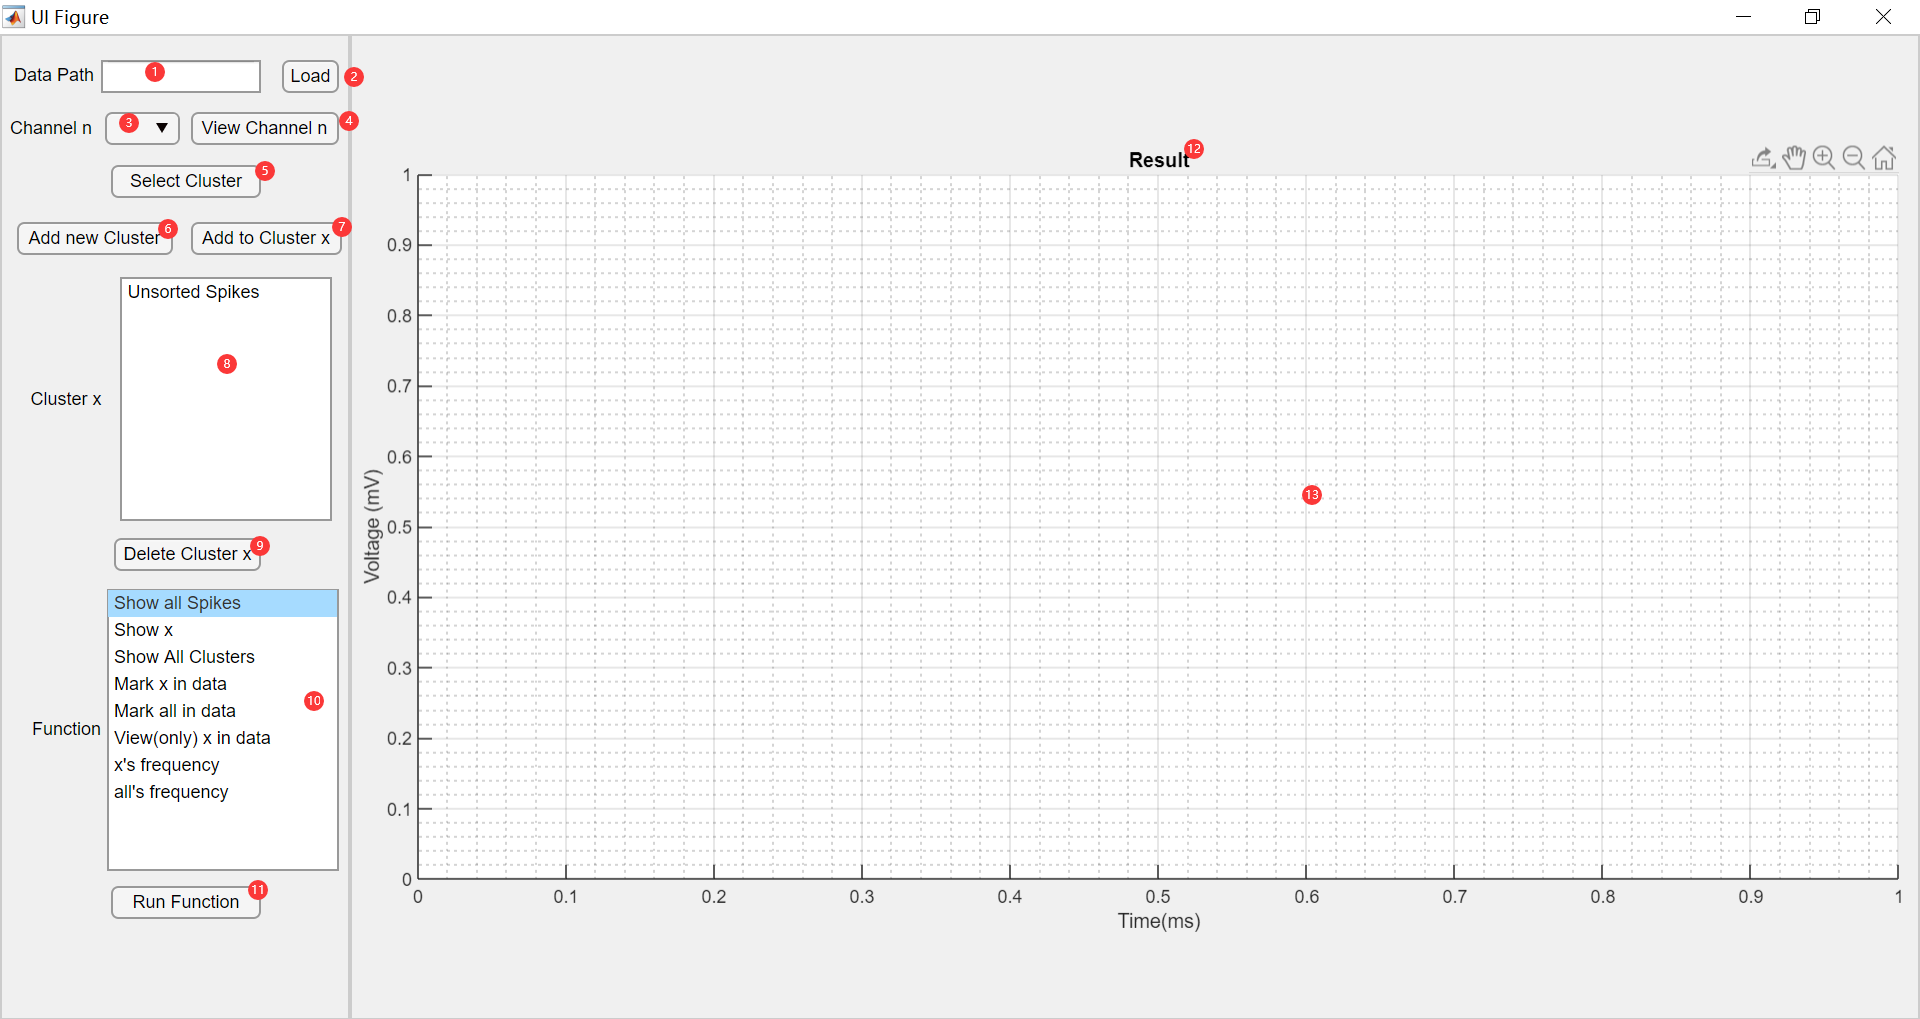 UI Figure
Data Path 1 Load 2
Channel n 3 View Channel n 4
Select Cluster 5
Add new Cluster 6 Add to Cluster x 7
Unsorted Spikes
8
Cluster x
Delete Cluster x 9
Show all Spikes
Show x
Show All Clusters
Mark x in data
10
Mark all in data
Function
View(only) x in data
x's frequency
all's frequency
Run Function 11
Result 12
1
0.9
0.8
0.7
0.6
0.5
0.4
0.3
0.2
0.1
0
Voltage (mV)
13
0 0.1 0.2 0.3 0.4 0.5 0.6 0.7 0.8 0.9 1
Time(ms)